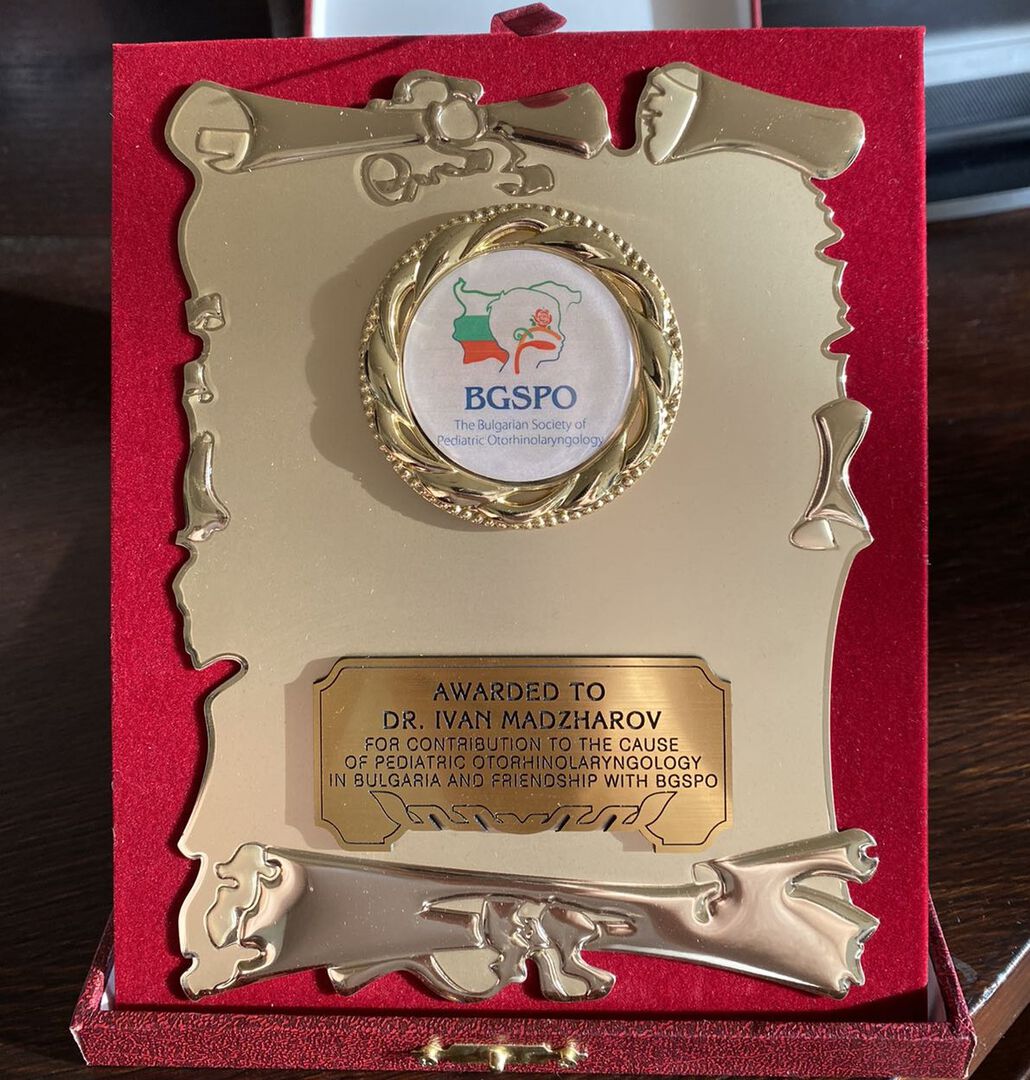 BGSPO
The Bulgarian Society of
Pediatric Otorhinolaryngology
AWARDED TO
DR. IVAN MADZHAROV
FOR CONTRIBUTION TO THE CAUSE
OF PEDIATRIC OTORHINOLARYNGOLOGY
IN BULGARIA AND FRIENDSHIP WITH BGSPO